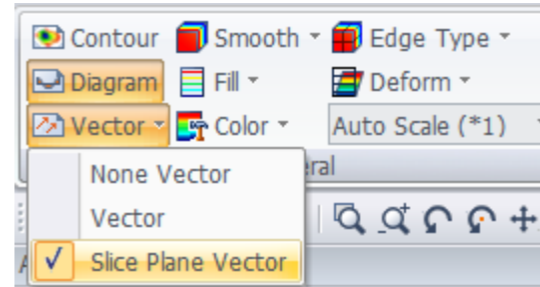 Contour Smooth Edge Type
Diagram Fill Deform
Vector Color Auto Scale (*1)
None Vector
Vector
Slice Plane Vector